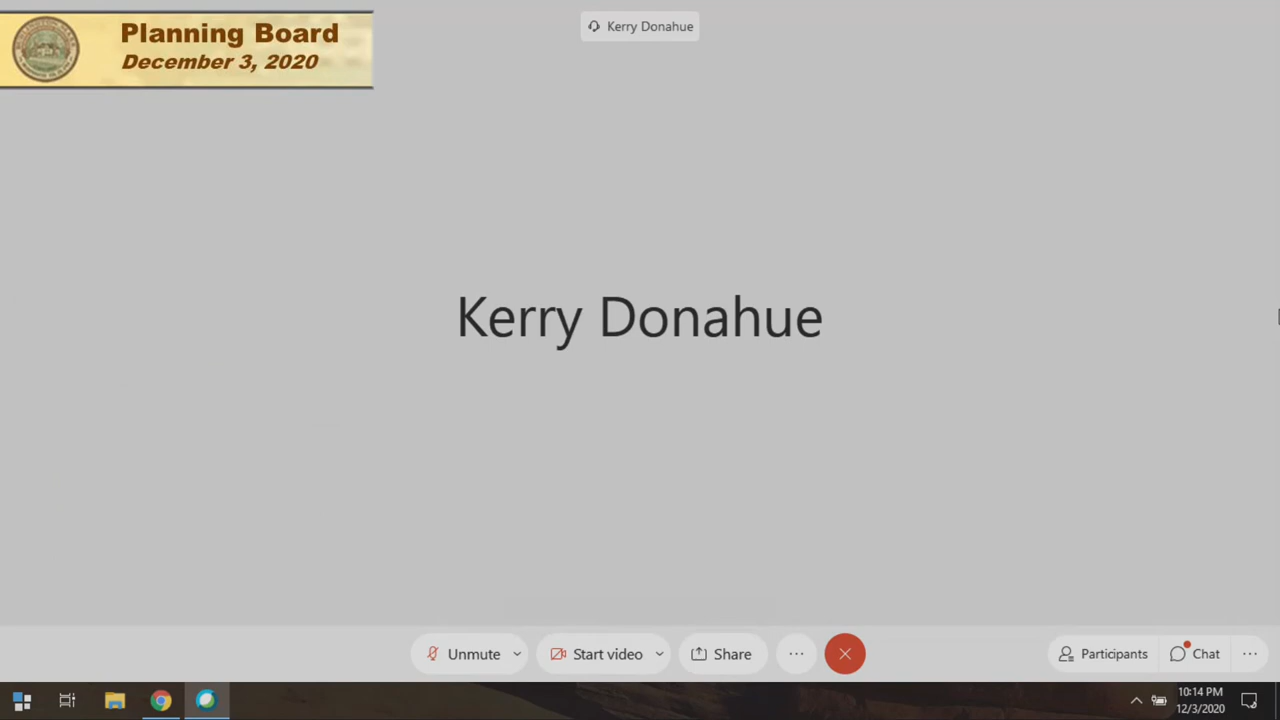 Planning Board
December 3, 2020
Kerry Donahue
Kerry Donahue
Unmute
Start video
Share
Participants
Chat
10:14 PM
12/3/2020